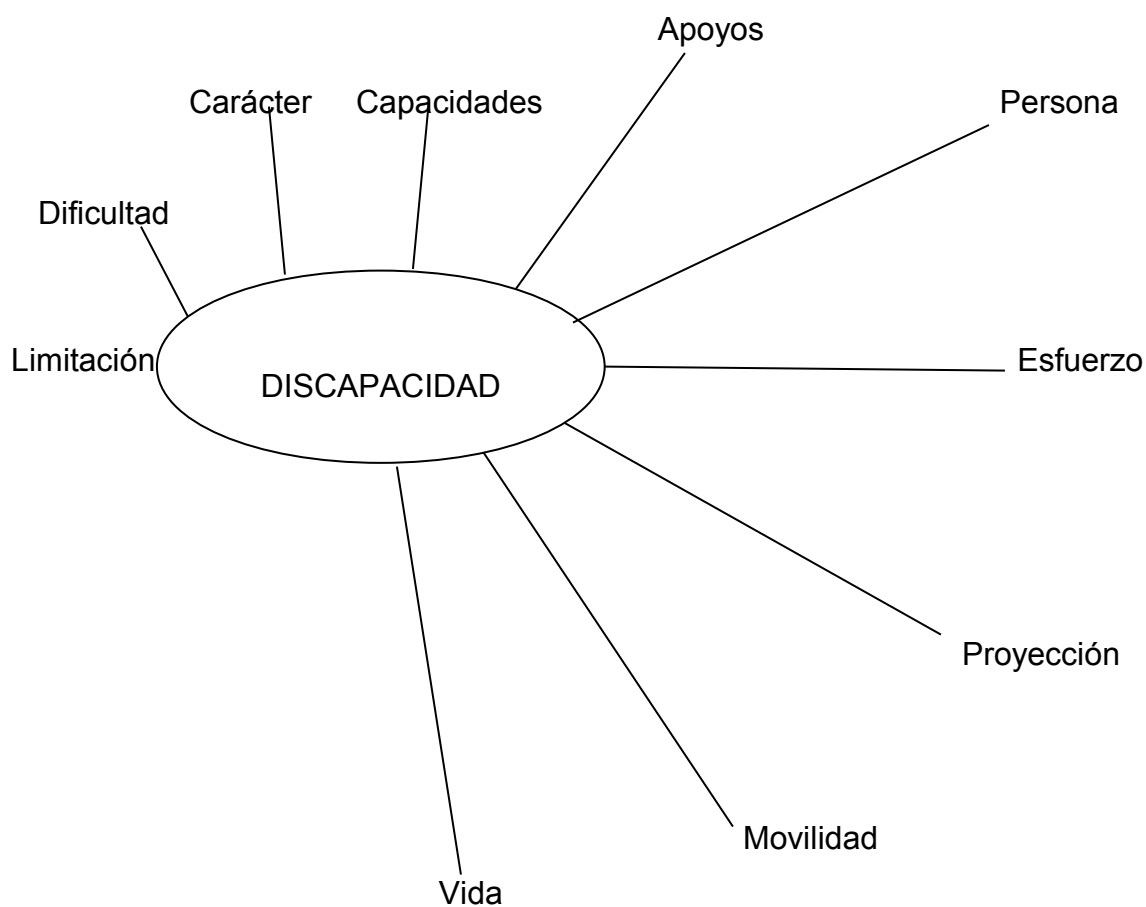 Apoyos
Carácter
Capacidades
Persona
Dificultad
Limitación
Esfuerzo
DISCAPACIDAD
Proyección
Movilidad
Vida